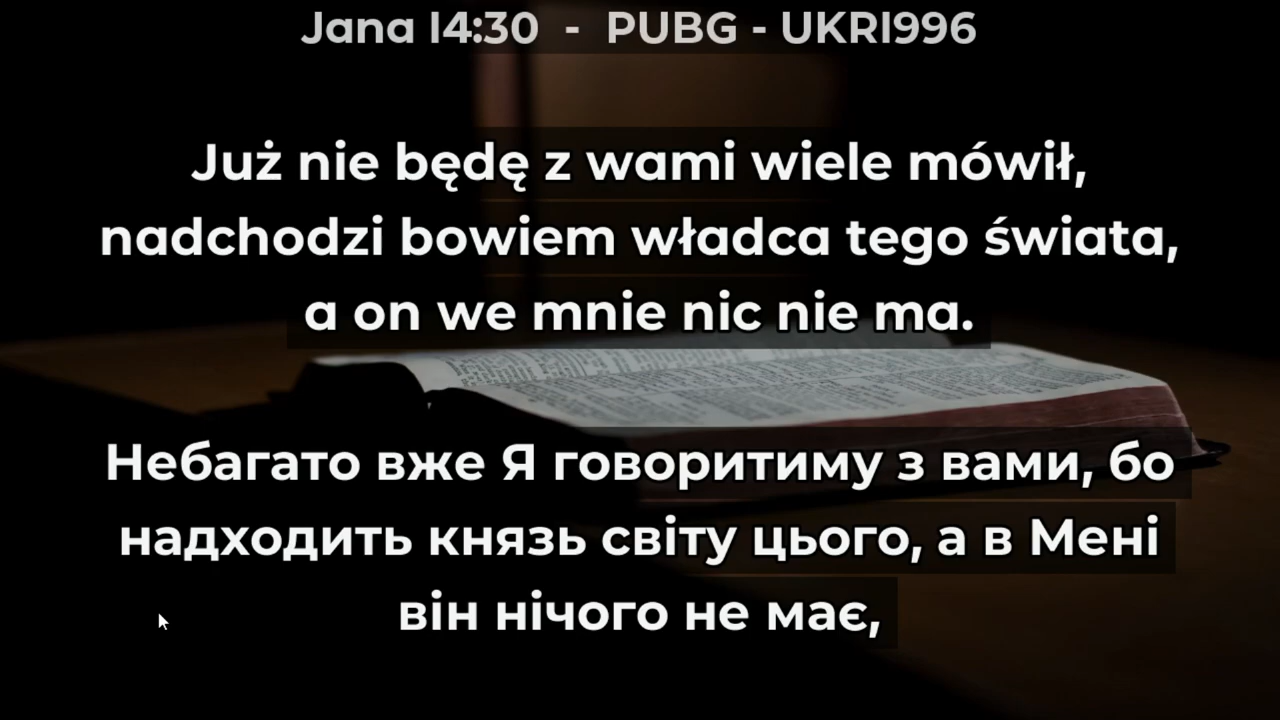 Jana 14:30 - PUBG - UKR1996
Już nie będę z wami wiele mówił,
nadchodzi bowiem władca tego świata,
a on we mnie nic nie ma.
Небагато вже Я говоритиму з вами, бо
надходить князь світу цього, а в Мені
він нічого не має,